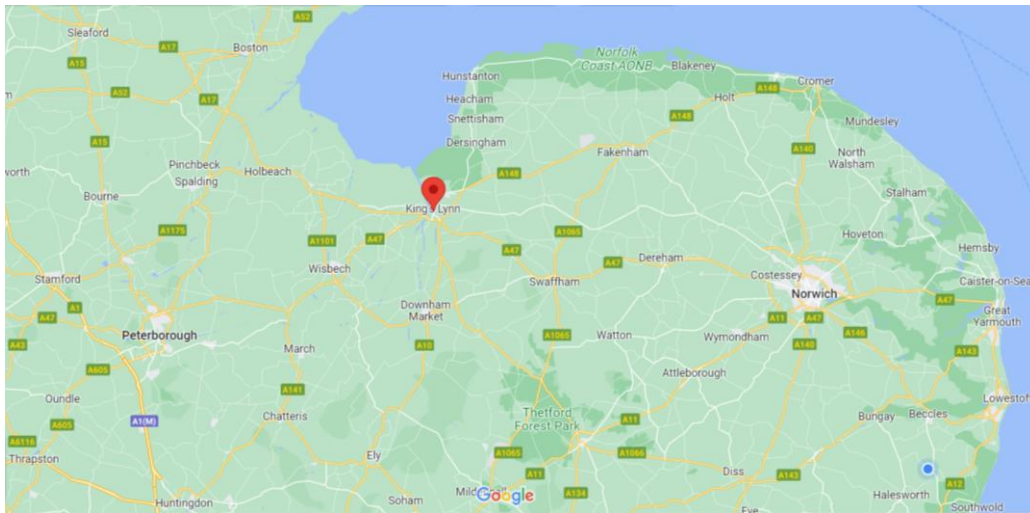 A52
Sleaford
A17
Boston
A15
Norfolk
Coast AONB
Blakeney
Hunstanton
Cromer
A52
A17
Heacham
Holt
A148
Snettisham
A148
Mundesley
A15
Dersingham
Fakenham
A140
North
Walsham
Pinchbeck
Spalding
Holbeach
A148
worth
Bourne
Stalham
King's Lynn
A1175
A1101
A47
A1065
Hoveton
Hemsby
A47
Wisbech
A47
Dereham
Costessey
Caister-on-Sea
Stamford
Swaffham
Norwich
A47
A1
Downham
Market
Great
Yarmouth
A47
Peterborough
A1065
Watton
A11
A47
Wymondham
A146
A43
March
A10
A140
A143
A605
Attleborough
A141
Oundle
Lowestoft
Chatteris
Thetford
Forest Park
A11
Bungay
Beccles
A1(M)
A605
A6116
Thrapston
Ely
A1065
A1066
A11
Diss
A143
A12
Huntingdon
Soham
Mild
Google
A134
Halesworth
Eye
Southwold